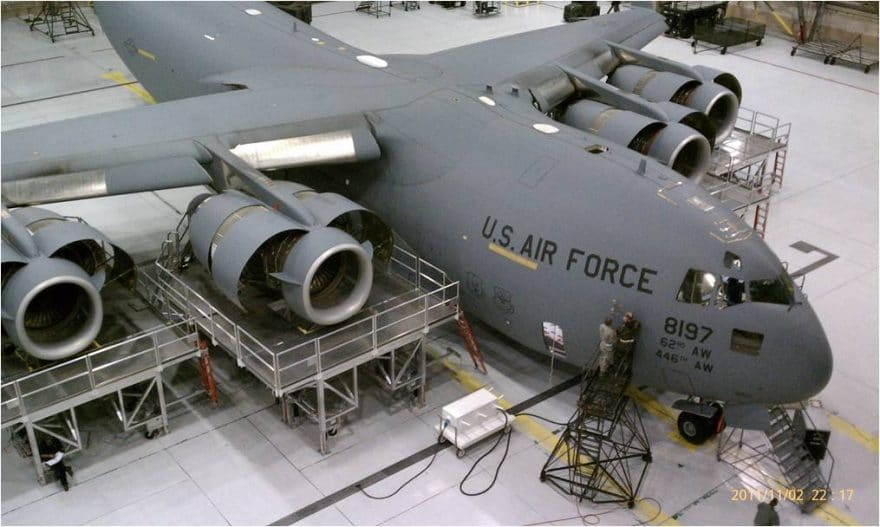 U.S. AIR FORCE
8197
62ND AW
446TH AW
2011/11/02 22:17